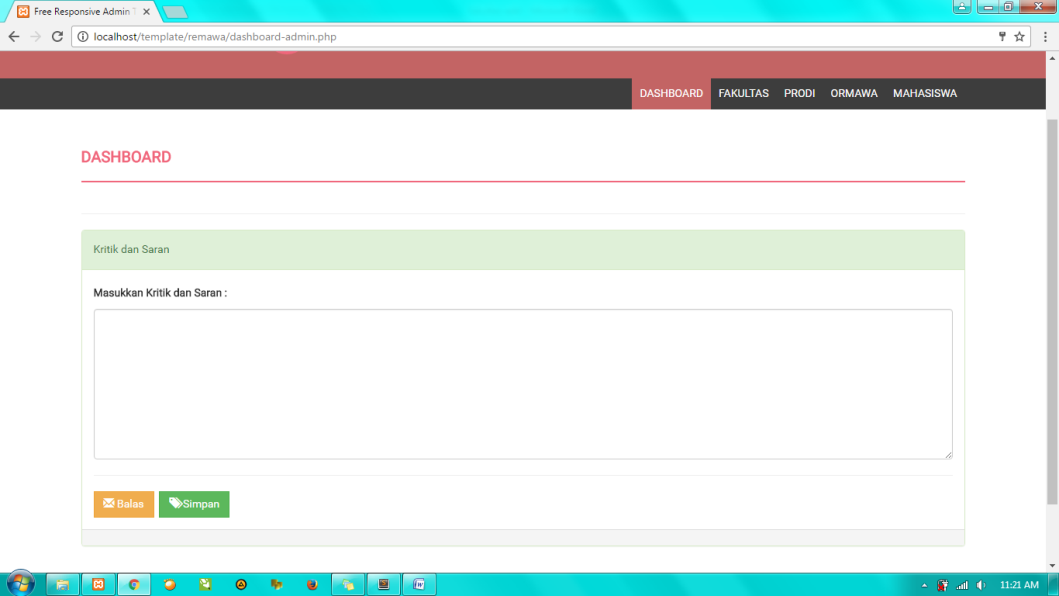 Free Responsive Admin T
localhost/template/remawa/dashboard-admin.php
DASHBOARD FAKULTAS PRODI ORMAWA MAHASISWA
DASHBOARD
Kritik dan Saran
Masukkan Kritik dan Saran :
Balas Simpan
11:21 AM